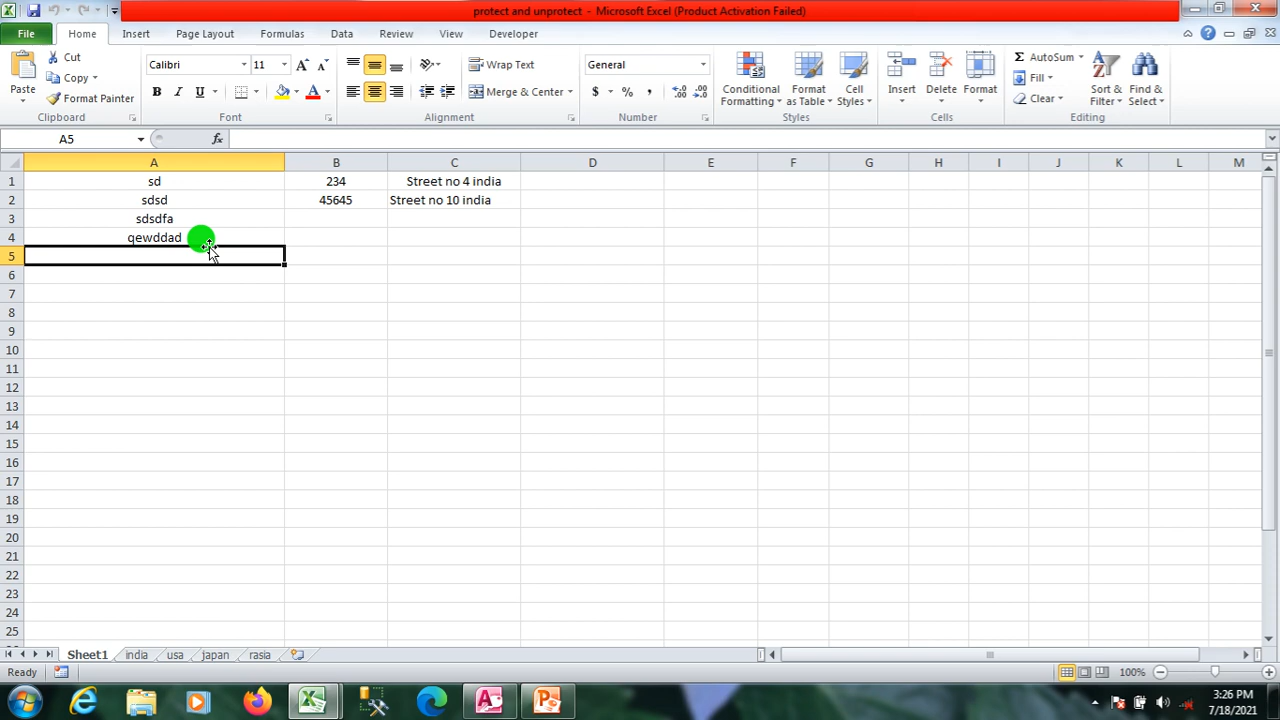 protect and unprotect - Microsoft Excel (Product Activation Failed)
File Home Insert Page Layout Formulas Data Review View Developer
Paste
Cut
Copy
Format Painter
Clipboard
Calibri 11
B I U A
Font
Wrap Text
Merge & Center
Alignment
General
$ % ,
Number
Conditional Formatting
Format as Table
Cell Styles
Styles
Insert Delete Format
Cells
Σ AutoSum
Fill
Clear
Sort & Filter
Find & Select
Editing
A5 fx
A B C D E F G H I J K L M
1 sd 234 Street no 4 india
2 sdsd 45645 Street no 10 india
3 sdsdfa
4 qewddad
5
6
7
8
9
10
11
12
13
14
15
16
17
18
19
20
21
22
23
24
25
Sheet1 india usa japan rasia
Ready 100%
3:26 PM
7/18/2021